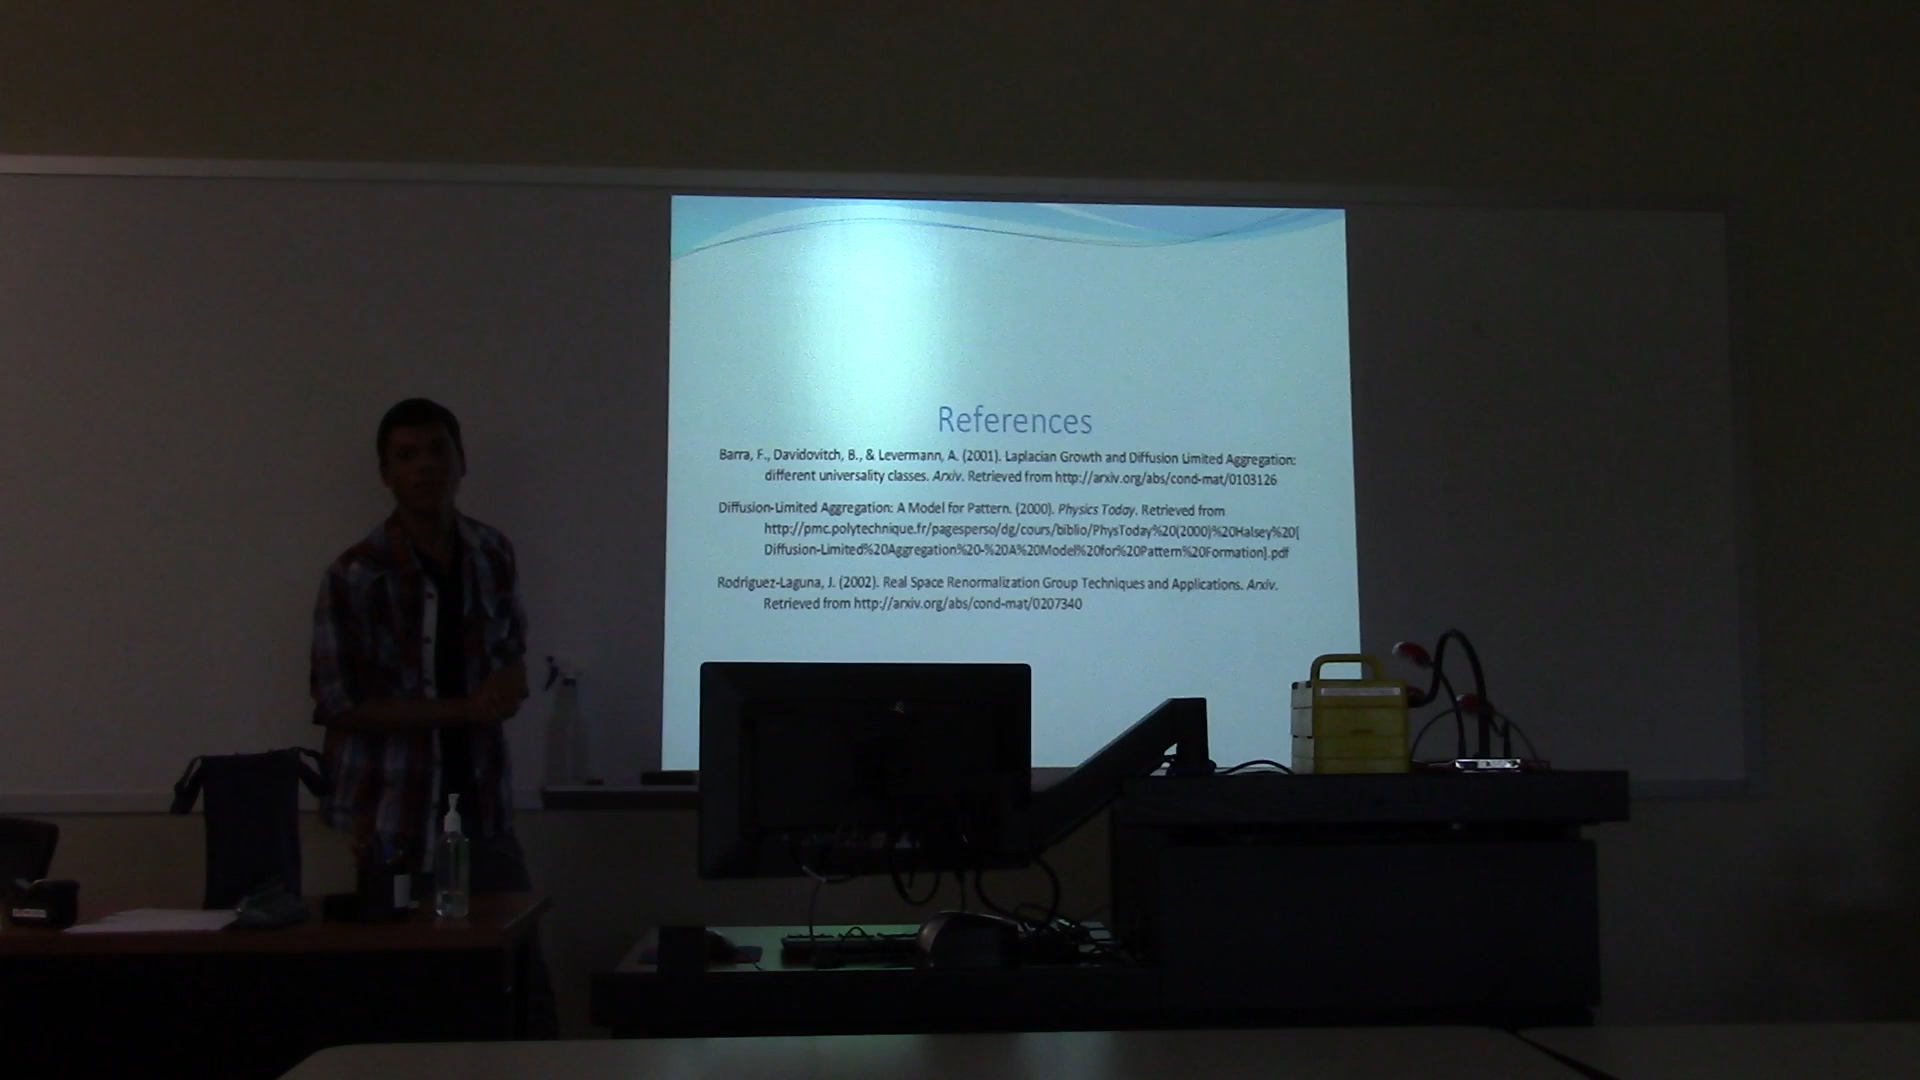 References
Barra, F., Davidovitch, B., & Levermann, A. (2001). Laplacian Growth and Diffusion Limited Aggregation:
different universality classes. Arxiv. Retrieved from http://arxiv.org/abs/cond-mat/0103126
Diffusion-Limited Aggregation: A Model for Pattern. (2000). Physics Today. Retrieved from
http://pmc.polytechnique.fr/pagesperso/dg/cours/biblio/PhysToday%20(2000)%20Halsey%20[
Diffusion-Limited%20Aggregation%20-%20A%20Model%20for%20Pattern%20Formation].pdf
Rodriguez-Laguna, J. (2002). Real Space Renormalization Group Techniques and Applications. Arxiv.
Retrieved from http://arxiv.org/abs/cond-mat/0207340